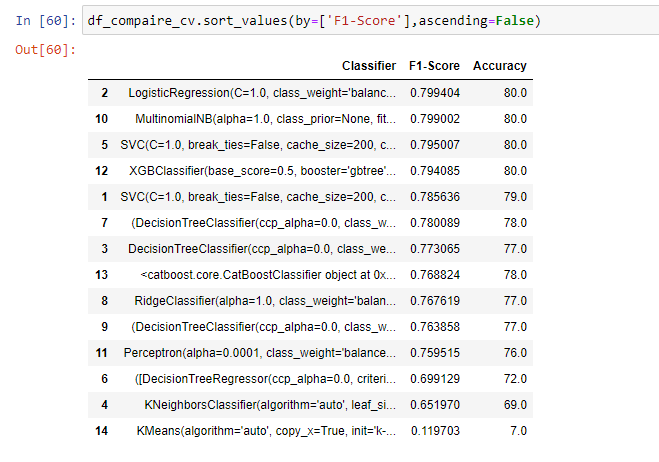 In [60]: df_compaire_cv.sort_values(by=['F1-Score'],ascending=False)
Out[60]:
Classifier F1-Score Accuracy
2 LogisticRegression(C=1.0, class_weight='balanc... 0.799404 80.0
10 MultinomialNB(alpha=1.0, class_prior=None, fit... 0.799002 80.0
5 SVC(C=1.0, break_ties=False, cache_size=200, c... 0.795007 80.0
12 XGBClassifier(base_score=0.5, booster='gbtree'... 0.794085 80.0
1 SVC(C=1.0, break_ties=False, cache_size=200, c... 0.785636 79.0
7 (DecisionTreeClassifier(ccp_alpha=0.0, class_w... 0.780089 78.0
3 DecisionTreeClassifier(ccp_alpha=0.0, class_we... 0.773065 77.0
13 <catboost.core.CatBoostClassifier object at 0x... 0.768824 78.0
8 RidgeClassifier(alpha=1.0, class_weight='balan... 0.767619 77.0
9 (DecisionTreeClassifier(ccp_alpha=0.0, class_w... 0.763858 77.0
11 Perceptron(alpha=0.0001, class_weight='balance... 0.759515 76.0
6 ([DecisionTreeRegressor(ccp_alpha=0.0, criteri... 0.699129 72.0
4 KNeighborsClassifier(algorithm='auto', leaf_si... 0.651970 69.0
14 KMeans(algorithm='auto', copy_x=True, init='k-... 0.119703 7.0